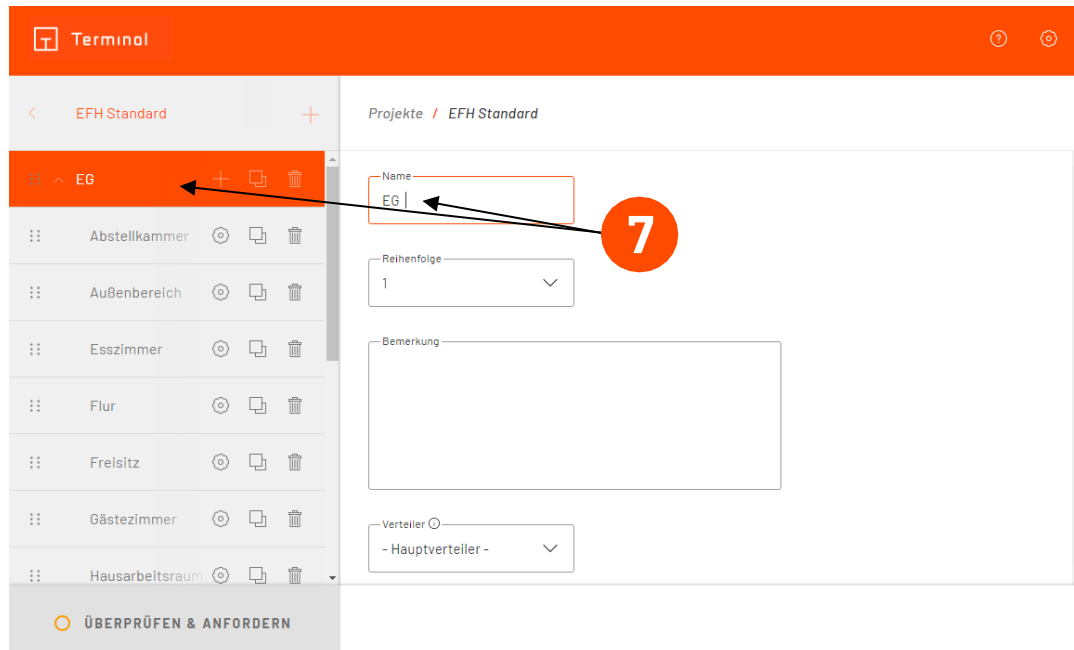 Terminal
EFH Standard
Projekte / EFH Standard
EG
Name
EG
7
Abstellkammer
Reihenfolge
1
Außenbereich
Esszimmer
Bemerkung
Flur
Freisitz
Gästezimmer
Verteiler
- Hauptverteiler -
Hausarbeitsraum
ÜBERPRÜFEN & ANFORDERN